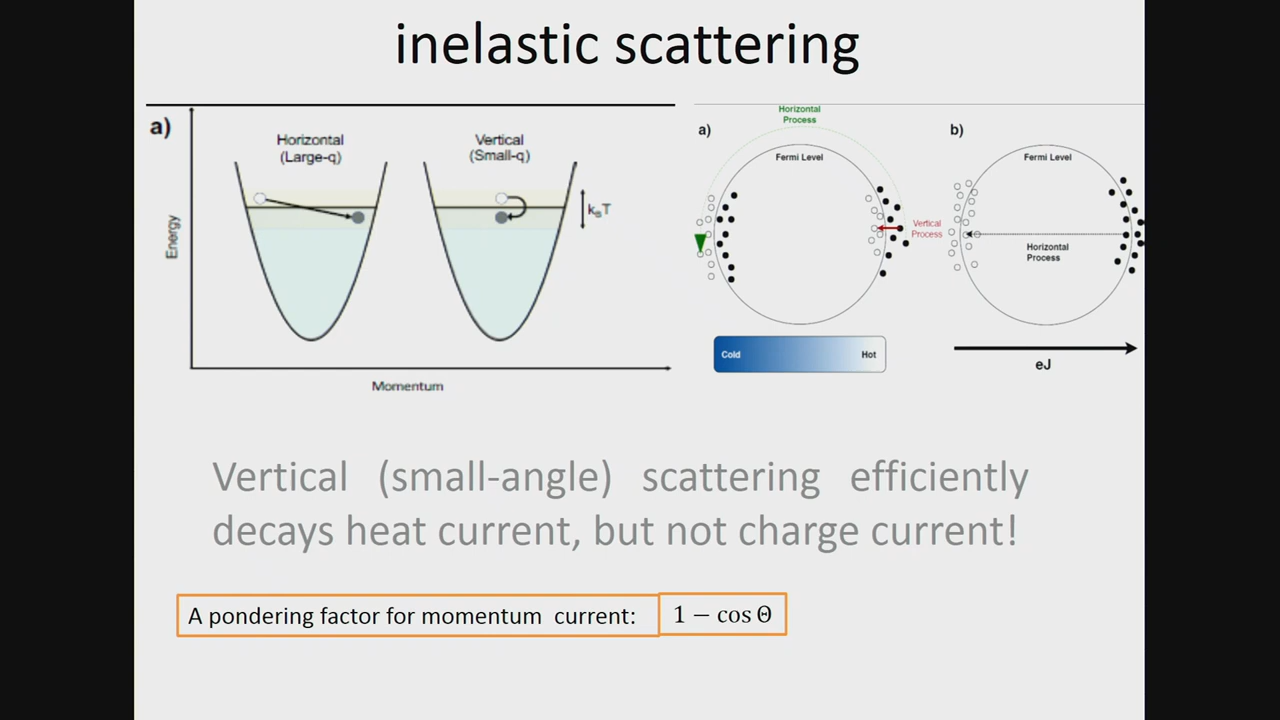 inelastic scattering
a)
Horizontal
(Large-q)
Vertical
(Small-q)
kBT
Energy
Momentum
Horizontal
Process
a)
Fermi Level
Vertical
Process
Cold
Hot
b)
Fermi Level
Horizontal
Process
eJ
Vertical (small-angle) scattering efficiently
decays heat current, but not charge current!
A pondering factor for momentum current: 1 − cos Θ